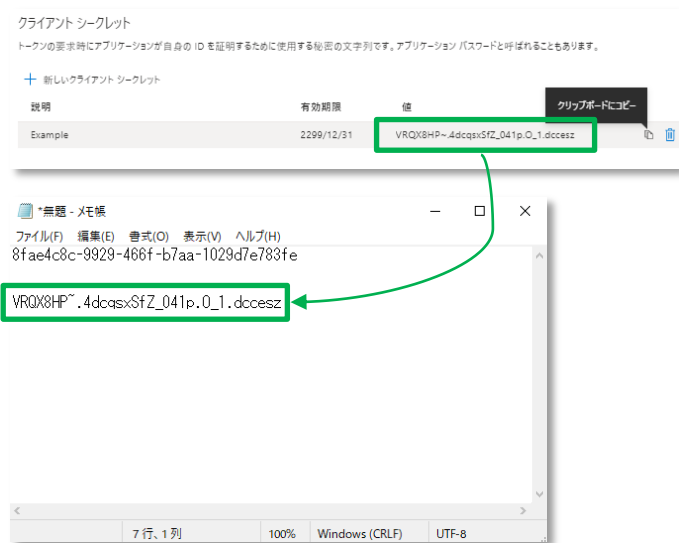 クライアント シークレット
トークンの要求時にアプリケーションが自身の ID を証明するために使用する秘密の文字列です。アプリケーション パスワードと呼ばれることもあります。
＋ 新しいクライアント シークレット
説明 有効期限 値
クリップボードにコピー
Example 2299/12/31 VRQX8HP~.4dcqsxSfZ_041p.O_1.dccesz
*無題 - メモ帳
ファイル(F) 編集(E) 書式(O) 表示(V) ヘルプ(H)
8fae4c8c-9929-466f-b7aa-1029d7e783fe
VRQX8HP~.4dcqsxSfZ_041p.O_1.dccesz
7 行、1 列 100% Windows (CRLF) UTF-8